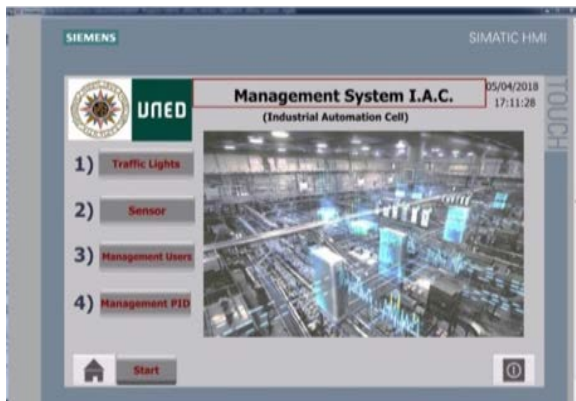 SIEMENS
SIMATIC HMI
TOUCH
UNED
Management System I.A.C.
(Industrial Automation Cell)
05/04/2018
17:11:28
1) Traffic Lights
2) Sensor
3) Management Users
4) Management PID
Start